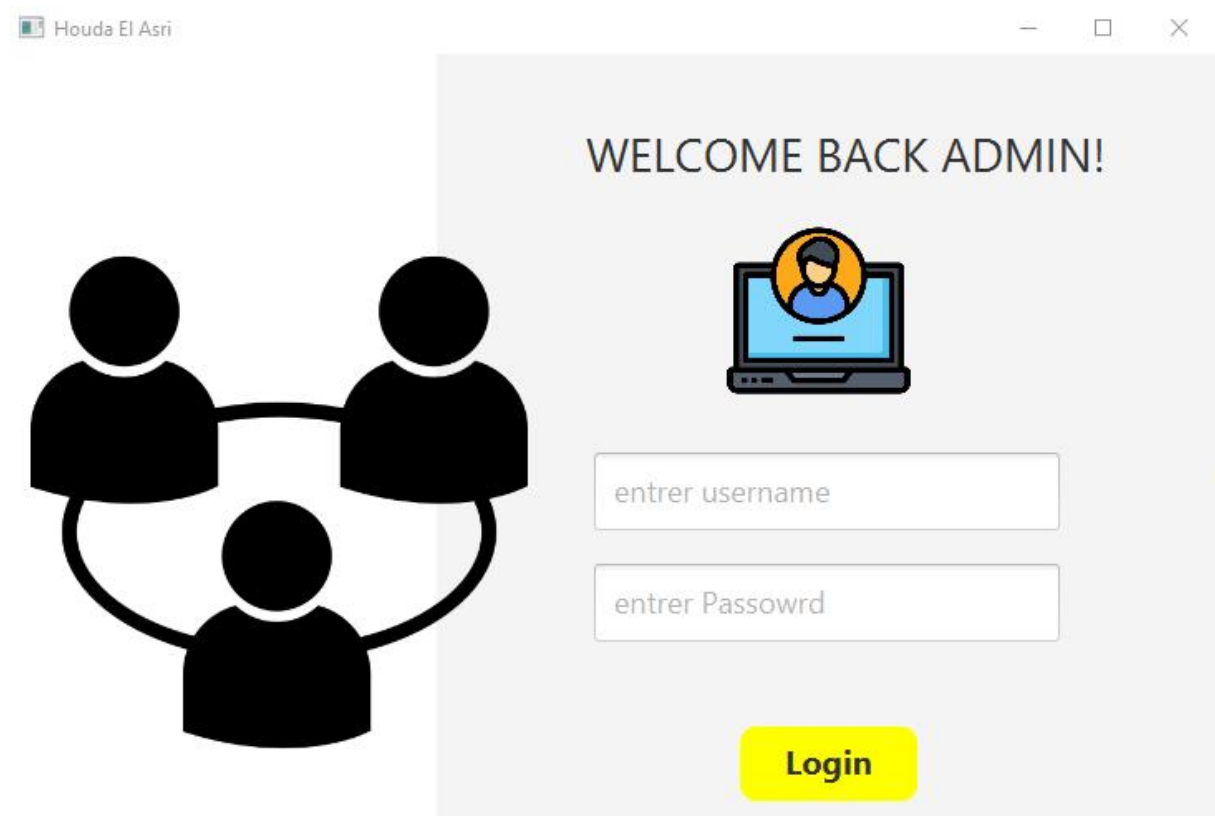 Houda El Asri
WELCOME BACK ADMIN!
entrer username
entrer Passowrd
Login